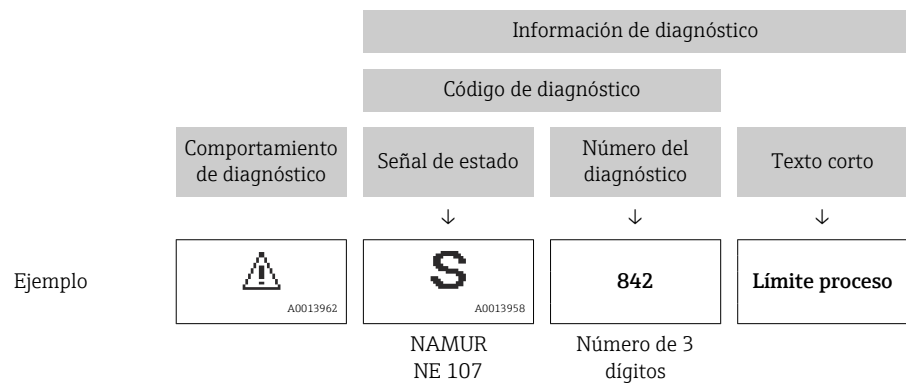 Información de diagnóstico
Código de diagnóstico
Comportamiento
de diagnóstico
Señal de estado
Número del
diagnóstico
Texto corto
↓ ↓ ↓
Ejemplo
A0013962
S
A0013958
842
Límite proceso
NAMUR
NE 107
Número de 3
dígitos